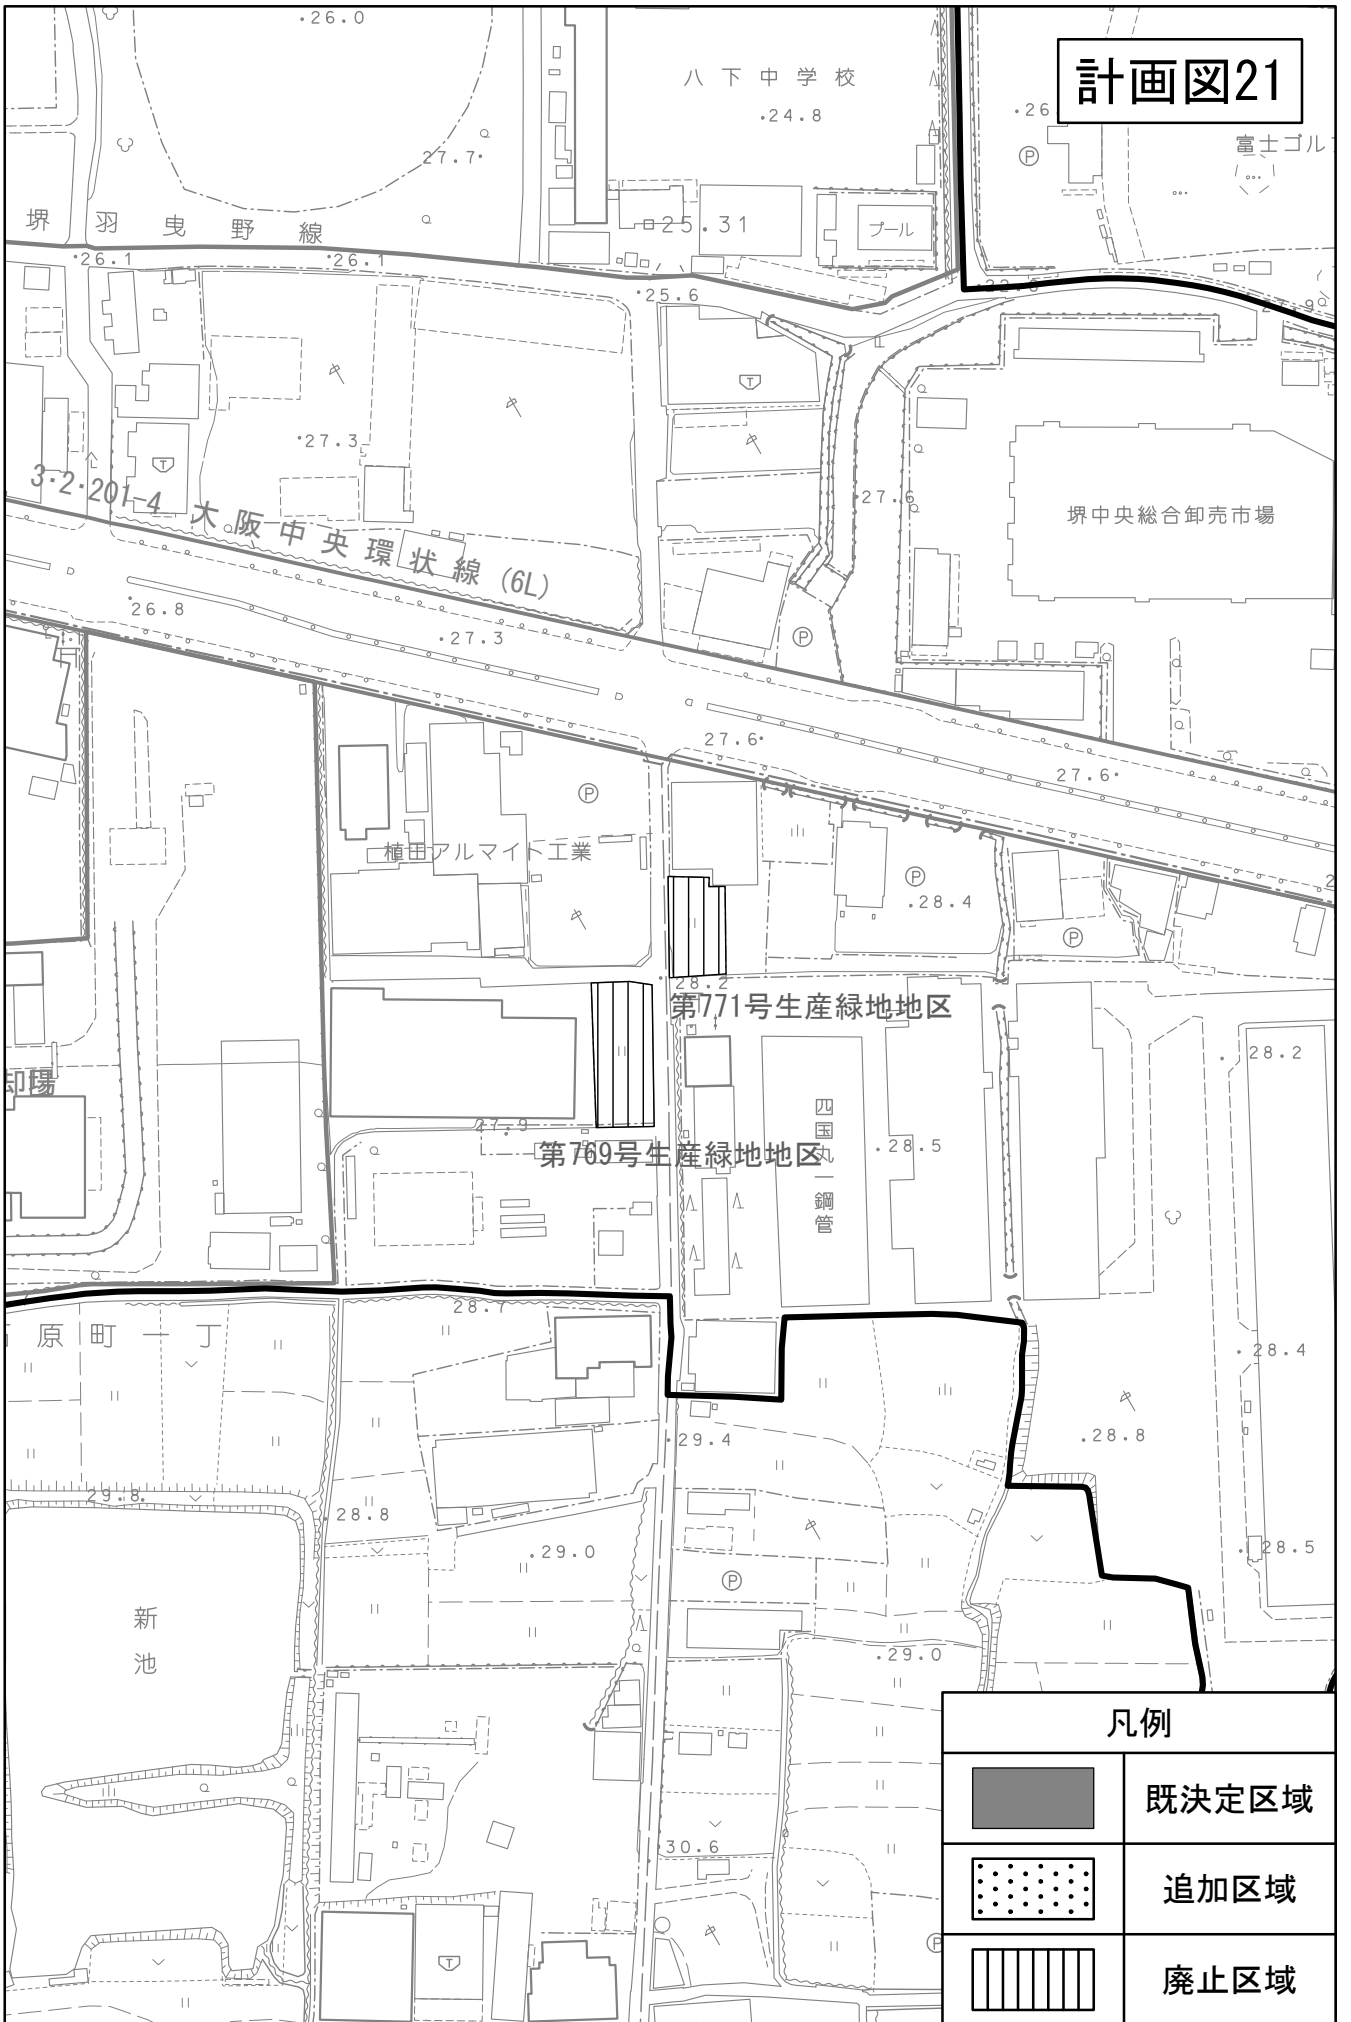 計画図21
26.0
八下中学校
24.8
26.
富士ゴル
27.7
堺羽曳野線
25.31
プール
26.1
26.1
25.6
27.9
27.3
27.6
堺中央総合卸売市場
3・2・201-4 大阪中央環状線(6L)
26.8
27.3
27.6
27.6
植田アルマイト工業
28.4
28.2
第771号生産緑地地区
28.2
却場
27.9
第769号生産緑地地区
四国丸一鋼管
28.5
28.7
原町一丁
28.4
29.4
28.8
29.8
28.8
29.0
28.5
新池
29.0
30.6
凡例
既決定区域
追加区域
廃止区域